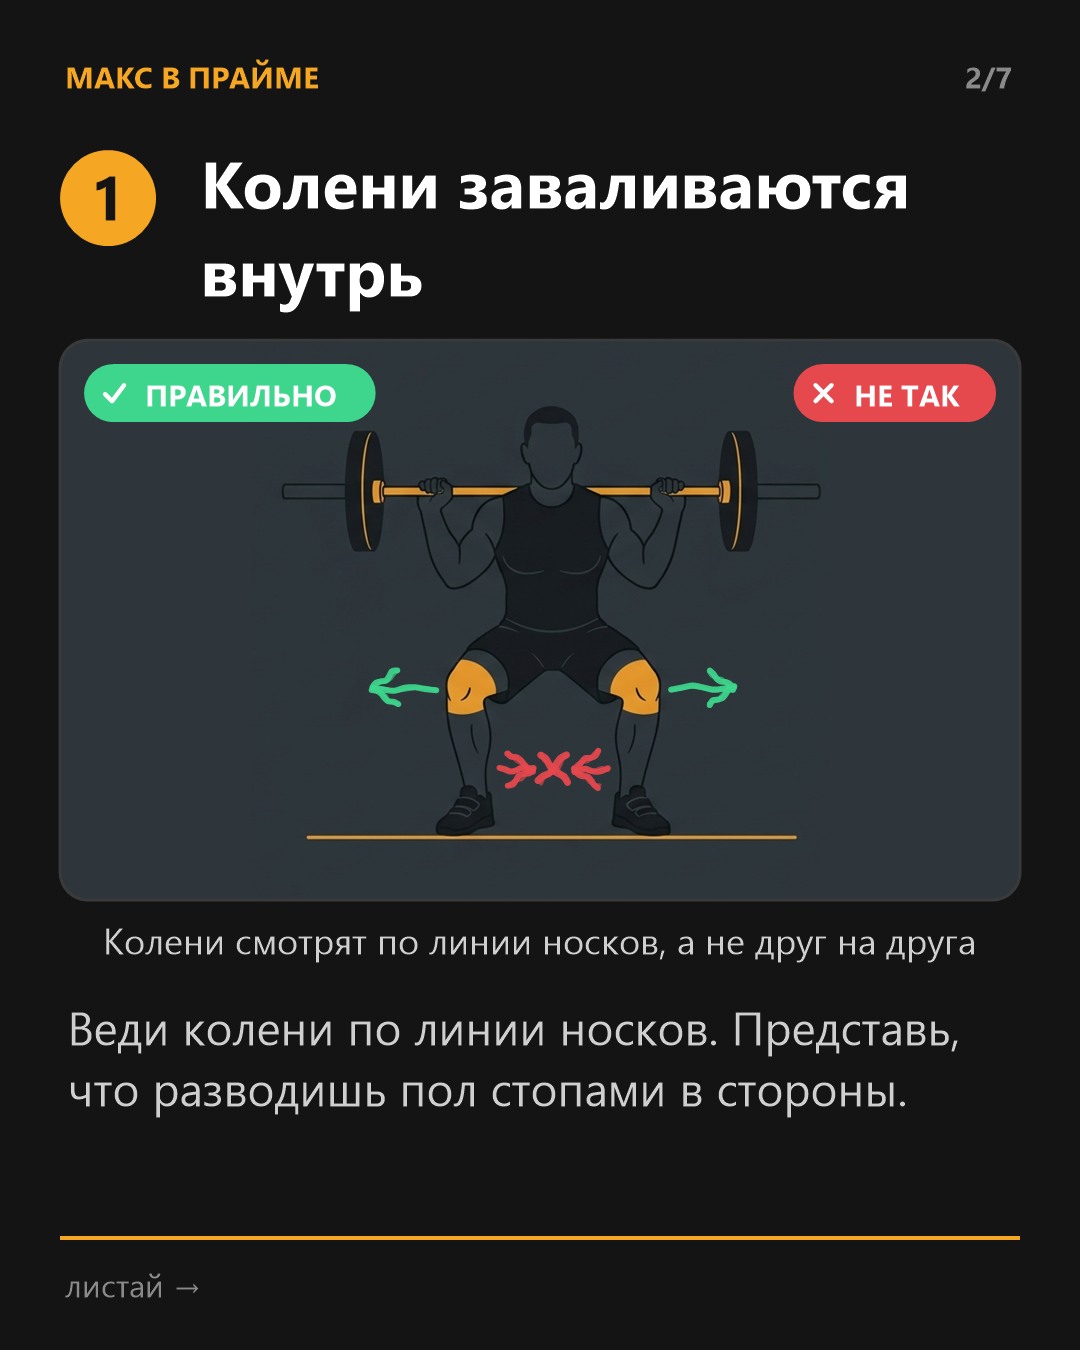 МАКС В ПРАЙМЕ
2/7
1
Колени заваливаются
внутрь
ПРАВИЛЬНО
НЕ ТАК
Колени смотрят по линии носков, а не друг на друга
Веди колени по линии носков. Представь,
что разводишь пол стопами в стороны.
листай →